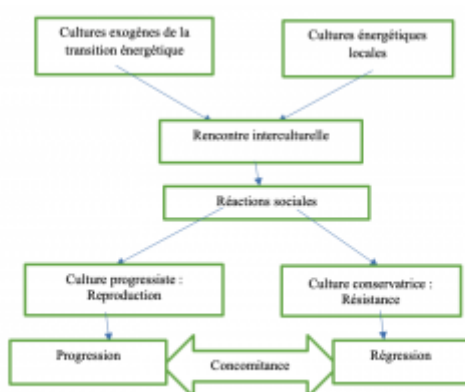 Cultures exogènes de la
transition énergétique
Cultures énergétiques
locales
Rencontre interculturelle
Réactions sociales
Culture progressiste :
Reproduction
Culture conservatrice :
Résistance
Progression
Concomitance
Régression